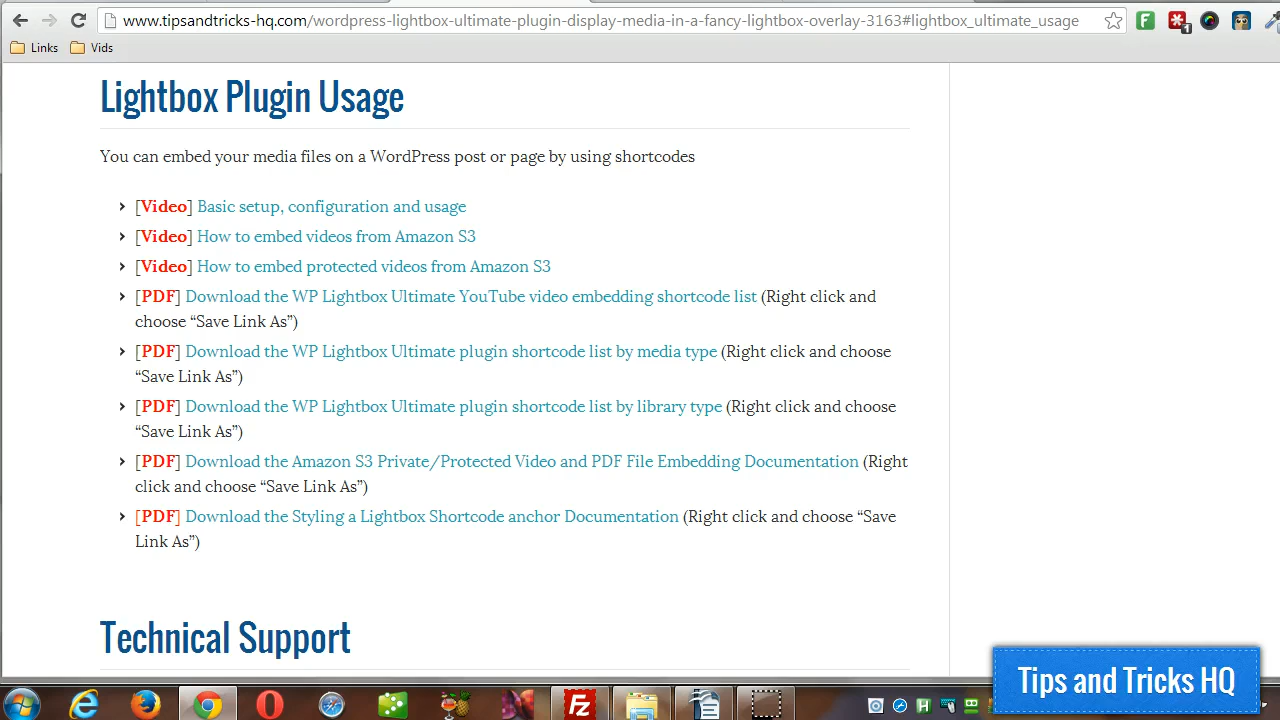 www.tipsandtricks-hq.com/wordpress-lightbox-ultimate-plugin-display-media-in-a-fancy-lightbox-overlay-3163#lightbox_ultimate_usage
Links Vids
Lightbox Plugin Usage
You can embed your media files on a WordPress post or page by using shortcodes
[Video] Basic setup, configuration and usage
[Video] How to embed videos from Amazon S3
[Video] How to embed protected videos from Amazon S3
[PDF] Download the WP Lightbox Ultimate YouTube video embedding shortcode list (Right click and
choose “Save Link As”)
[PDF] Download the WP Lightbox Ultimate plugin shortcode list by media type (Right click and choose
“Save Link As”)
[PDF] Download the WP Lightbox Ultimate plugin shortcode list by library type (Right click and choose
“Save Link As”)
[PDF] Download the Amazon S3 Private/Protected Video and PDF File Embedding Documentation (Right
click and choose “Save Link As”)
[PDF] Download the Styling a Lightbox Shortcode anchor Documentation (Right click and choose “Save
Link As”)
Technical Support
Tips and Tricks HQ